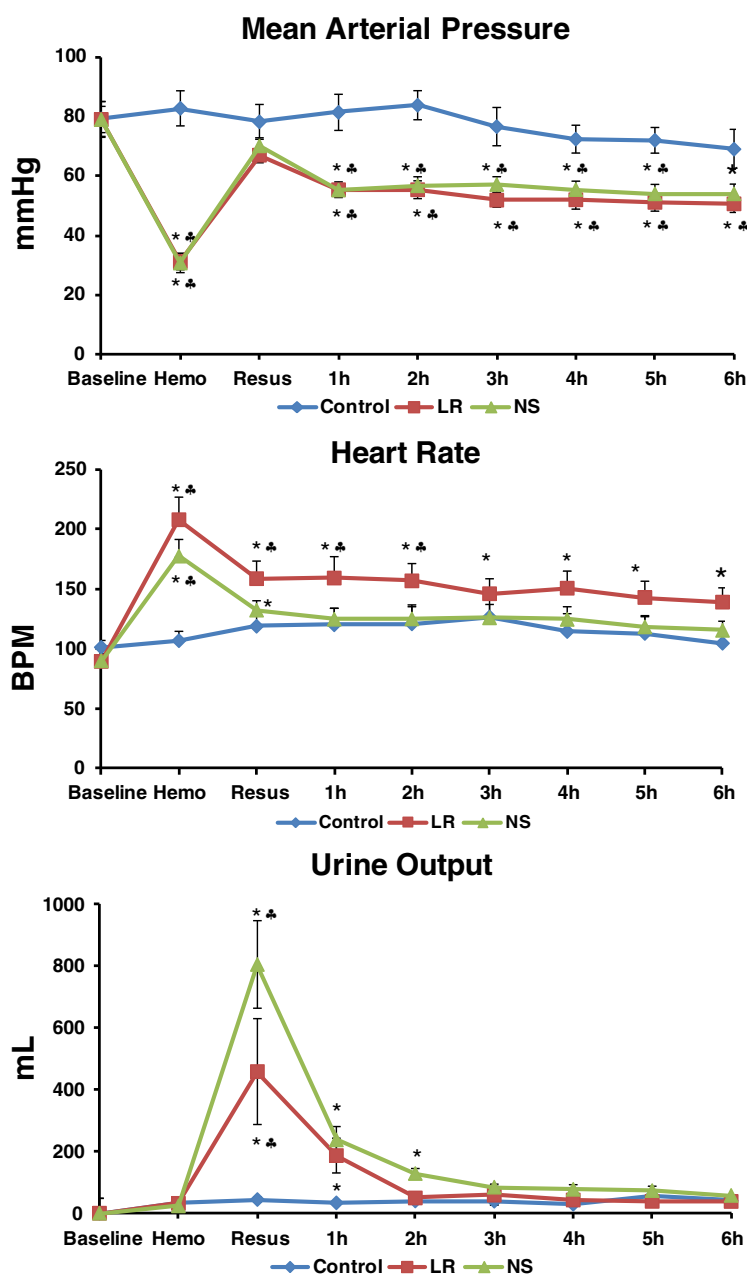 Mean Arterial Pressure
100
80
60
40
20
0
mmHg
* ♣ * ♣ * ♣ * ♣ * ♣ *
* ♣
* ♣ * ♣ * ♣ * ♣ * ♣ * ♣
* ♣
Baseline Hemo Resus 1h 2h 3h 4h 5h 6h
Control LR NS
Heart Rate
250
200
150
100
50
0
BPM
* ♣
* ♣ * ♣ * ♣ * * * *
* ♣
*
Baseline Hemo Resus 1h 2h 3h 4h 5h 6h
Control LR NS
Urine Output
1000
800
600
400
200
0
mL
* ♣
*
* ♣
*
*
Baseline Hemo Resus 1h 2h 3h 4h 5h 6h
Control LR NS